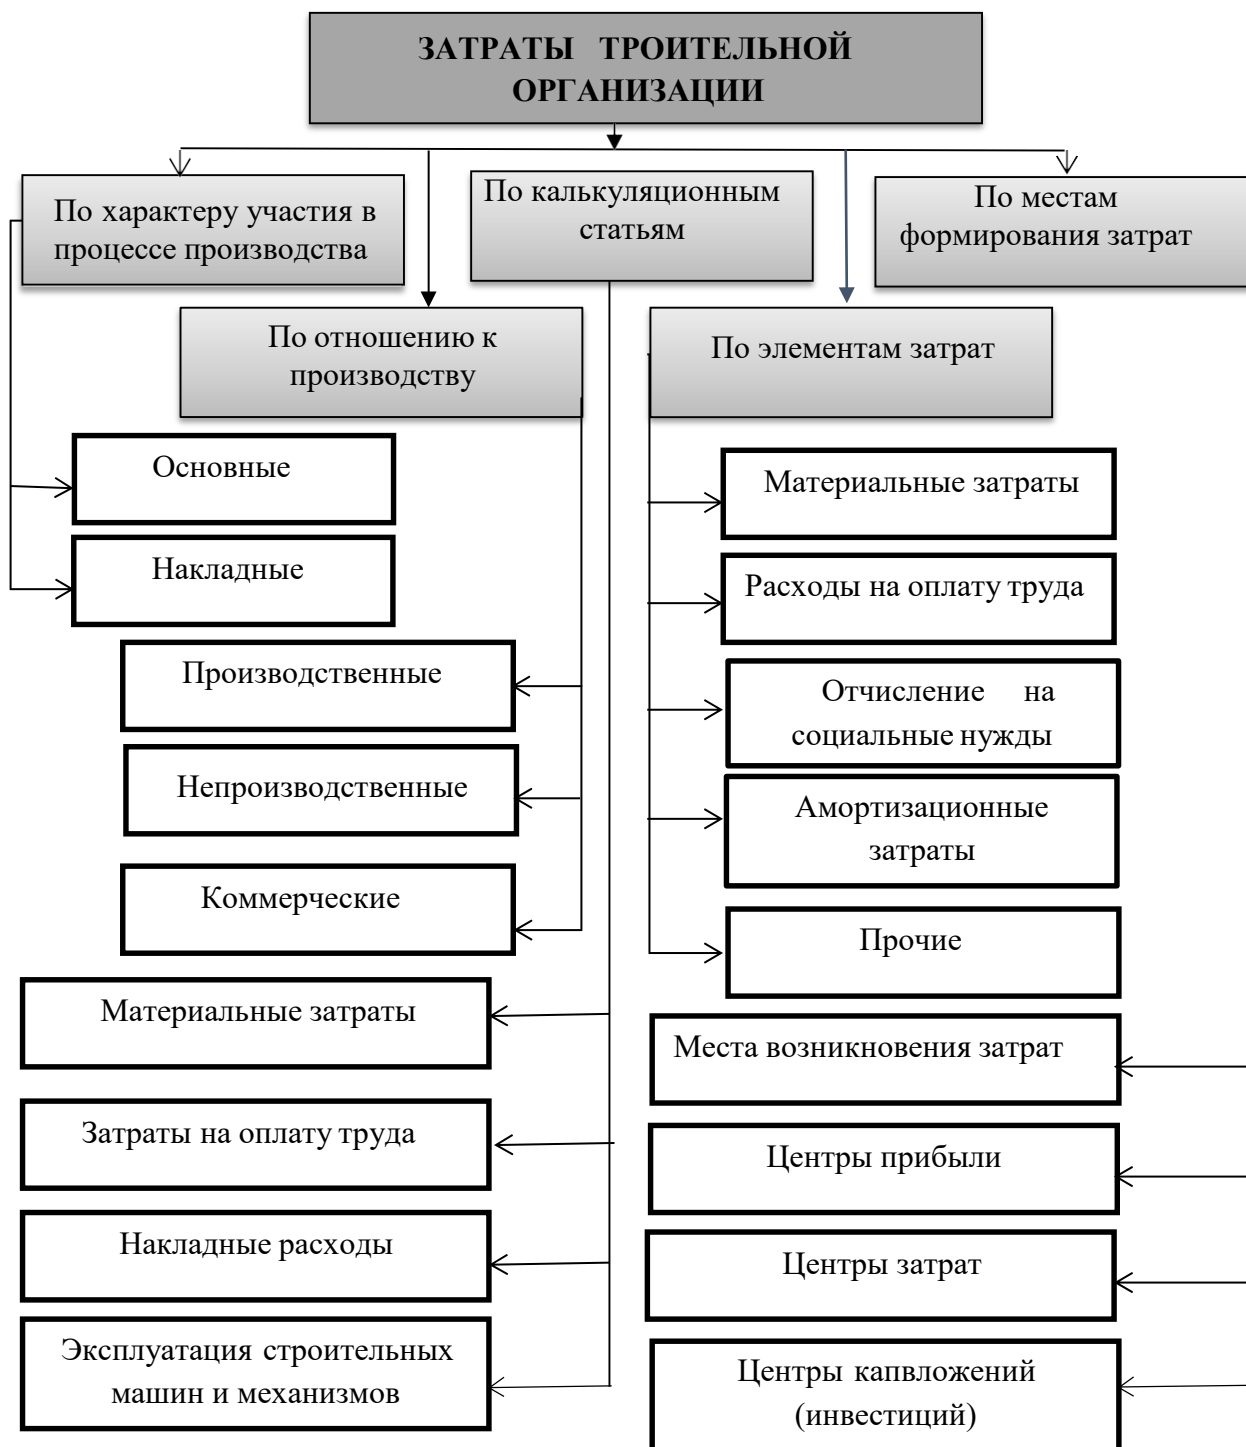 ЗАТРАТЫ ТРОИТЕЛЬНОЙ
ОРГАНИЗАЦИИ
По характеру участия в
процессе производства
По калькуляционным
статьям
По местам
формирования затрат
По отношению к
производству
По элементам затрат
Основные
Накладные
Производственные
Непроизводственные
Коммерческие
Материальные затраты
Расходы на оплату труда
Отчисление на
социальные нужды
Амортизационные
затраты
Прочие
Материальные затраты
Затраты на оплату труда
Накладные расходы
Эксплуатация строительных
машин и механизмов
Места возникновения затрат
Центры прибыли
Центры затрат
Центры капвложений
(инвестиций)